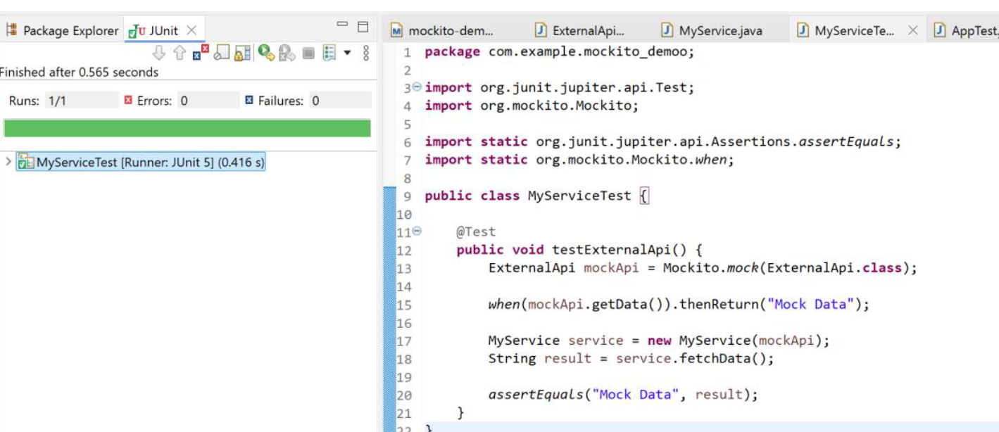 Package Explorer JUnit
Finished after 0.565 seconds
Runs: 1/1 Errors: 0 Failures: 0
MyServiceTest [Runner: JUnit 5] (0.416 s)
mockito-dem... ExternalApi... MyService.java MyServiceTe... AppTest.
1 package com.example.mockito_demoo;
2
3 import org.junit.jupiter.api.Test;
4 import org.mockito.Mockito;
5
6 import static org.junit.jupiter.api.Assertions.assertEquals;
7 import static org.mockito.Mockito.when;
8
9 public class MyServiceTest {
10
11 @Test
12 public void testExternalApi() {
13 ExternalApi mockApi = Mockito.mock(ExternalApi.class);
14
15 when(mockApi.getData()).thenReturn("Mock Data");
16
17 MyService service = new MyService(mockApi);
18 String result = service.fetchData();
19
20 assertEquals("Mock Data", result);
21 }
22 }